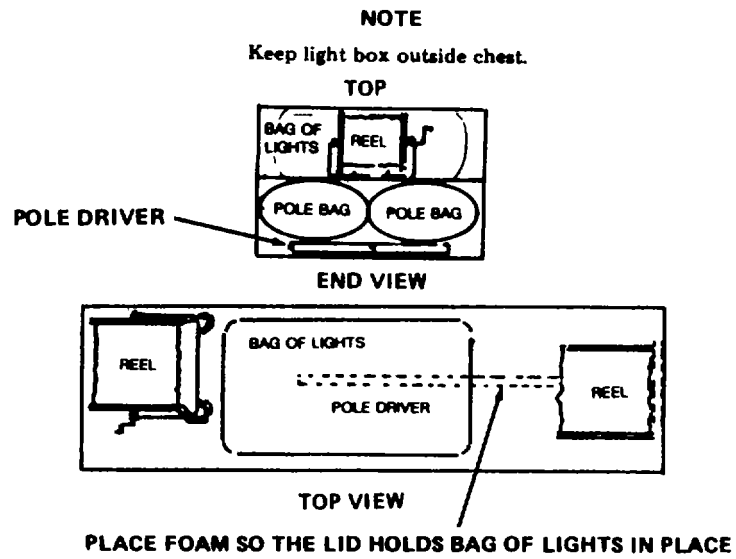 NOTE
Keep light box outside chest.
TOP
BAG OF
LIGHTS
REEL
POLE BAG
POLE BAG
POLE DRIVER
END VIEW
REEL
BAG OF LIGHTS
POLE DRIVER
REEL
TOP VIEW
PLACE FOAM SO THE LID HOLDS BAG OF LIGHTS IN PLACE